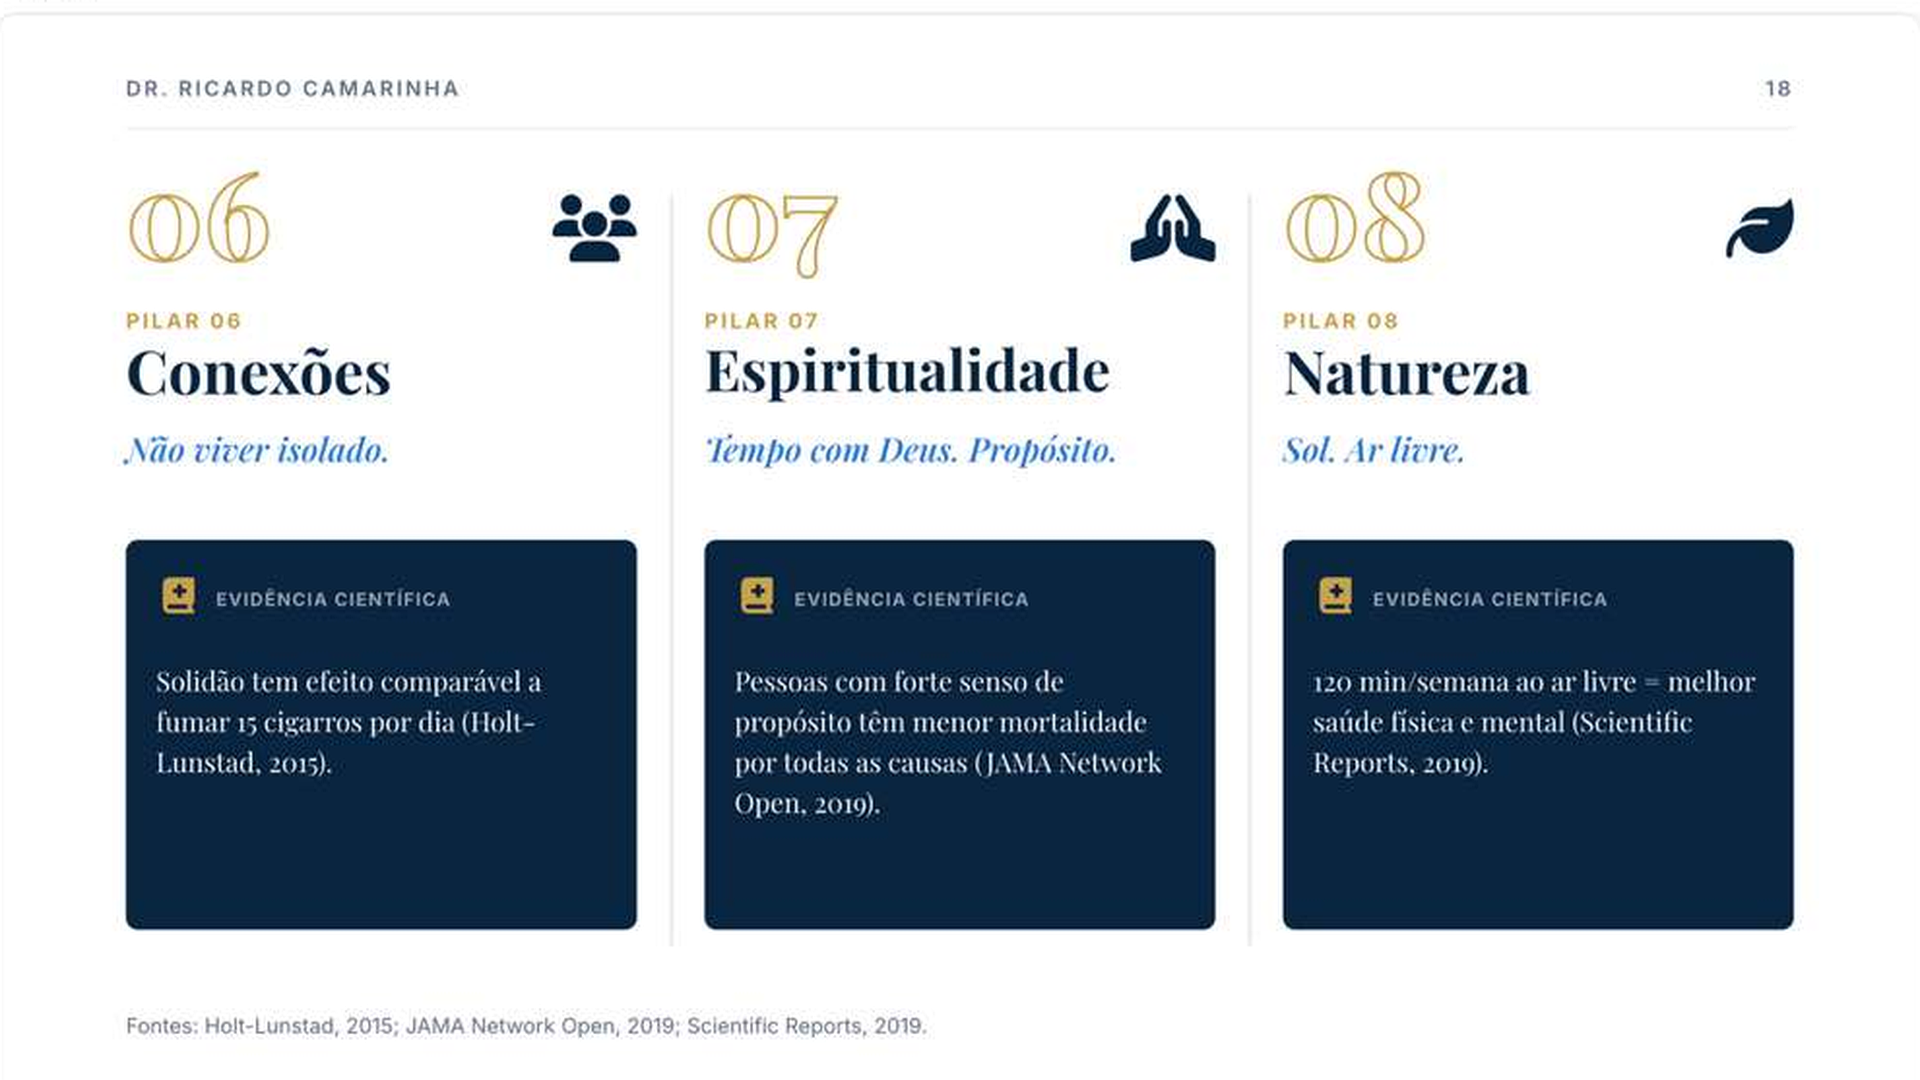 DR. RICARDO CAMARINHA
18
06
PILAR 06
Conexões
Não viver isolado.
EVIDÊNCIA CIENTÍFICA
Solidão tem efeito comparável a
fumar 15 cigarros por dia (Holt-
Lunstad, 2015).
07
PILAR 07
Espiritualidade
Tempo com Deus. Propósito.
EVIDÊNCIA CIENTÍFICA
Pessoas com forte senso de
propósito têm menor mortalidade
por todas as causas (JAMA Network
Open, 2019).
08
PILAR 08
Natureza
Sol. Ar livre.
EVIDÊNCIA CIENTÍFICA
120 min/semana ao ar livre = melhor
saúde física e mental (Scientific
Reports, 2019).
Fontes: Holt-Lunstad, 2015; JAMA Network Open, 2019; Scientific Reports, 2019.